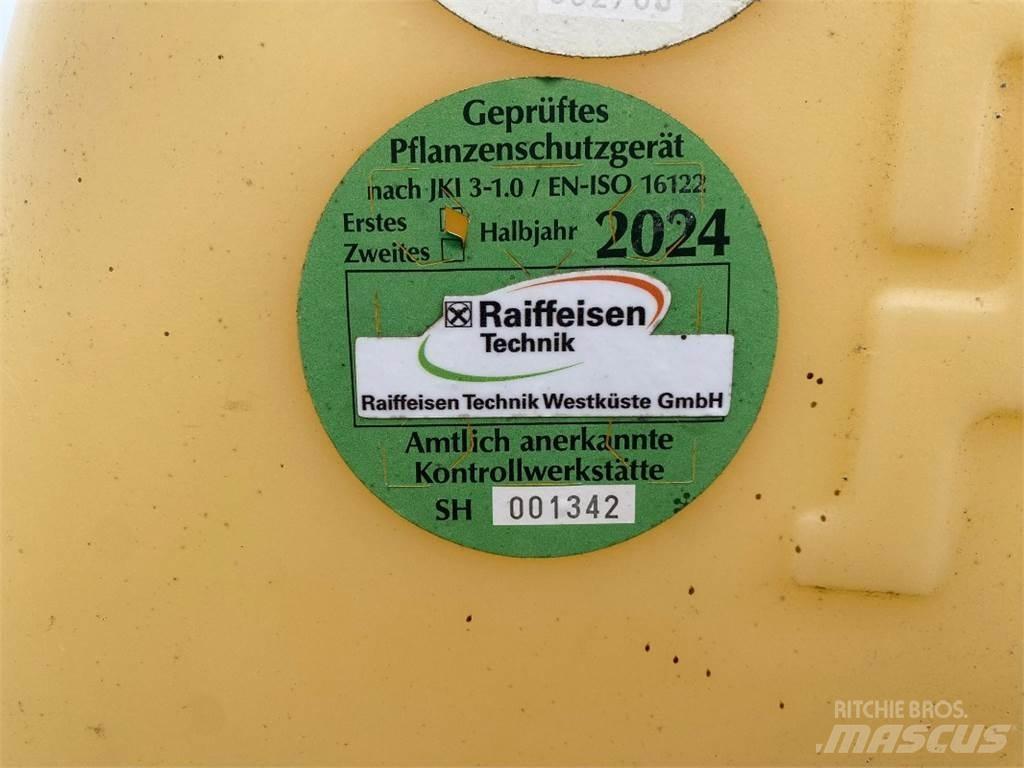 Geprüftes
Pflanzenschutzgerät
nach JKI 3-1.0 / EN-ISO 16122
Erstes
Zweites
Halbjahr 2024
Raiffeisen
Technik
Raiffeisen Technik Westküste GmbH
Amtlich anerkannte
Kontrollwerkstätte
SH 001342
RITCHIE BROS.
MASCUS